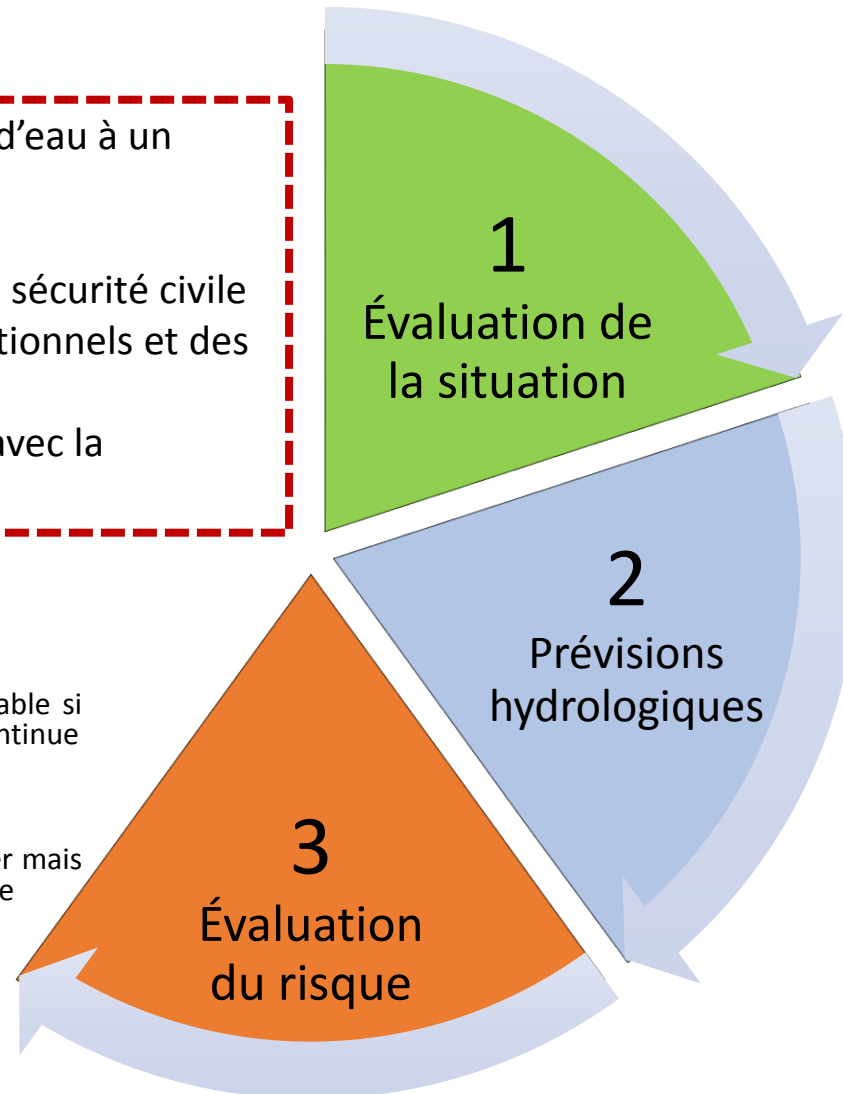 d’eau à un
sécurité civile
tionnels et des
avec la
able si
ntinue
er mais
e
1
Évaluation de
la situation
2
Prévisions
hydrologiques
3
Évaluation
du risque